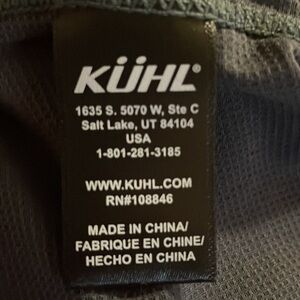 KÜHL®
1635 S. 5070 W, Ste C
Salt Lake, UT 84104
USA
1-801-281-3185
WWW.KUHL.COM
RN#108846
MADE IN CHINA/
FABRIQUE EN CHINE/
HECHO EN CHINA